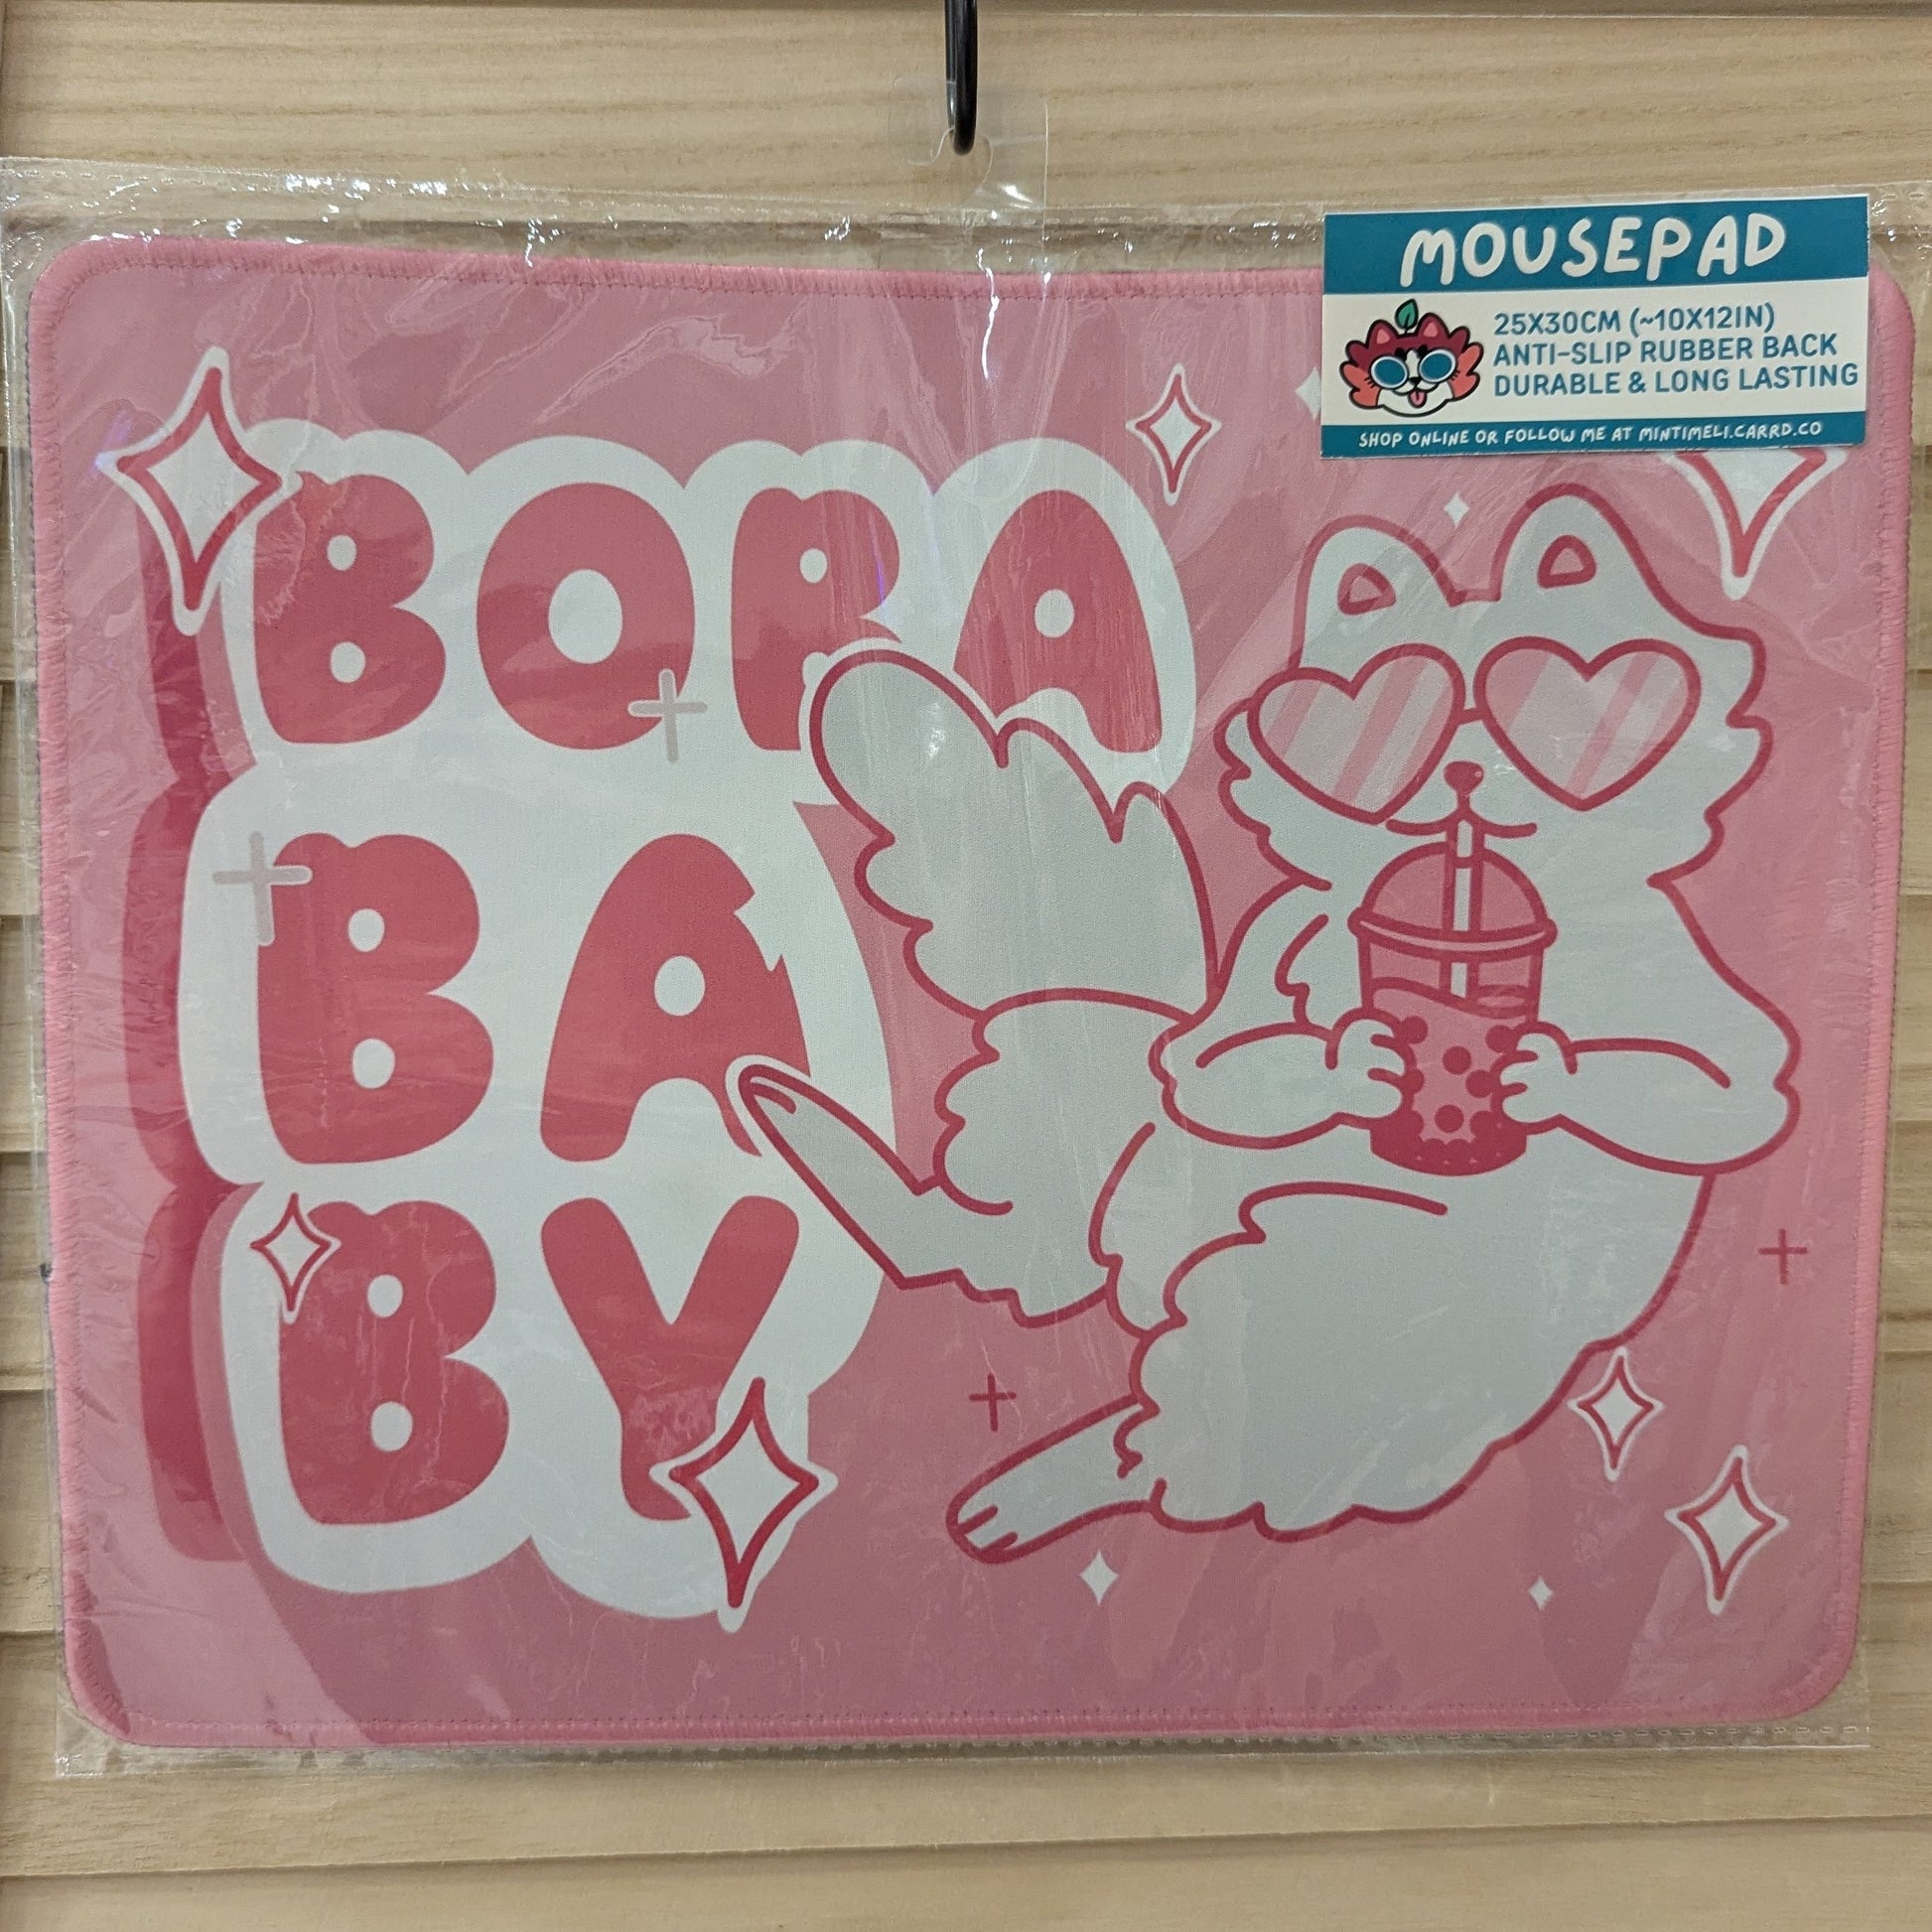 MOUSEPAD
25X30CM (~10X12IN)
ANTI-SLIP RUBBER BACK
DURABLE & LONG LASTING
SHOP ONLINE OR FOLLOW ME AT MINTIMELI.CARRD.CO
BOBA
BA
BY